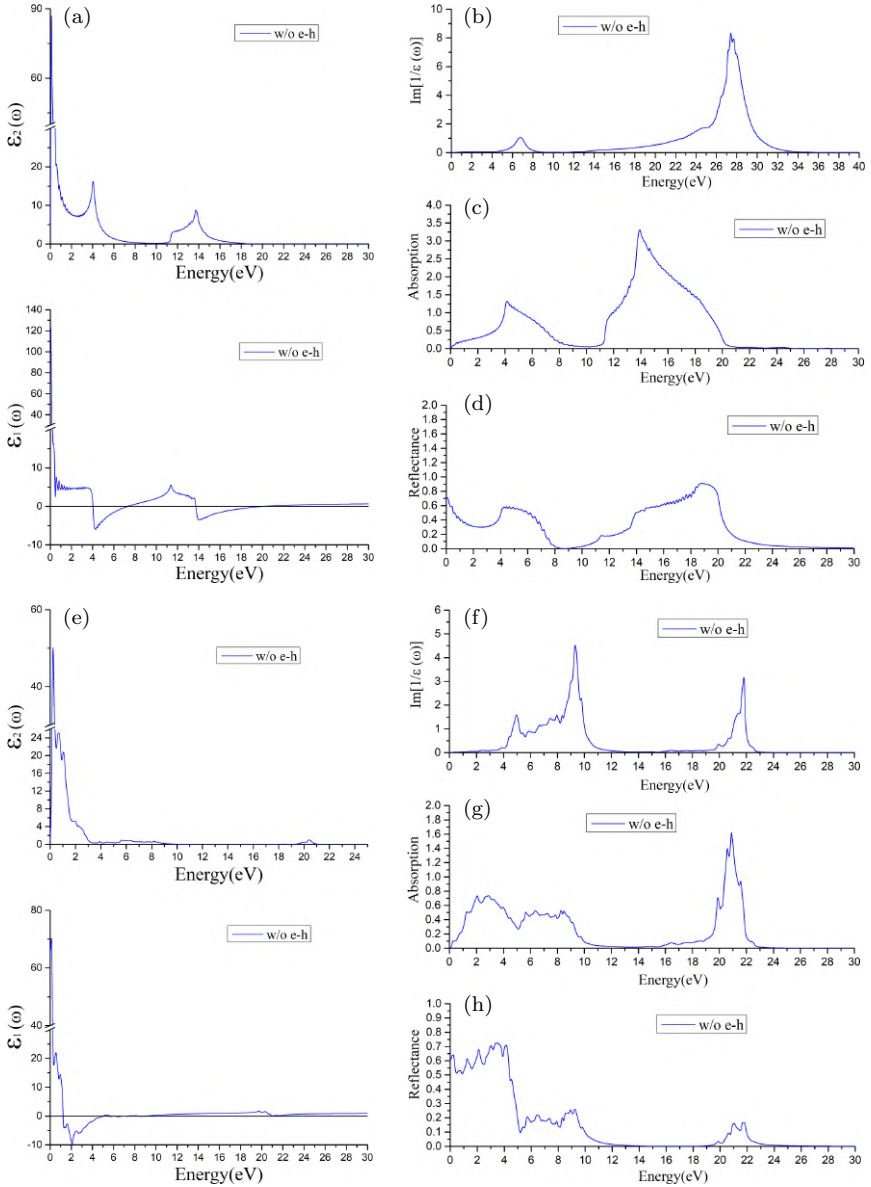 (a)
w/o e-h
90
60
20
10
0
ε2(ω)
0 2 4 6 8 10 12 14 16 18 20 22 24 26 28 30
Energy(eV)
140
120
100
80
60
40
20
10
0
-10
ε1(ω)
w/o e-h
0 2 4 6 8 10 12 14 16 18 20 22 24 26 28 30
Energy(eV)
(b)
w/o e-h
10
8
6
4
2
0
Im[1/ε (ω)]
0 2 4 6 8 10 12 14 16 18 20 22 24 26 28 30 32 34 36 38 40
Energy(eV)
(c)
w/o e-h
4.0
3.5
3.0
2.5
2.0
1.5
1.0
0.5
0.0
Absorption
0 2 4 6 8 10 12 14 16 18 20 22 24 26 28 30
Energy(eV)
(d)
w/o e-h
2.0
1.8
1.6
1.4
1.2
1.0
0.8
0.6
0.4
0.2
0.0
Reflectance
0 2 4 6 8 10 12 14 16 18 20 22 24 26 28 30
Energy(eV)
(e)
w/o e-h
60
40
24
20
16
12
8
4
0
ε2(ω)
0 2 4 6 8 10 12 14 16 18 20 22 24
Energy(eV)
80
60
40
20
10
0
-10
ε1(ω)
w/o e-h
0 2 4 6 8 10 12 14 16 18 20 22 24 26 28 30
Energy(eV)
(f)
w/o e-h
6
5
4
3
2
1
0
Im[1/ε (ω)]
0 2 4 6 8 10 12 14 16 18 20 22 24 26 28 30
Energy(eV)
(g)
w/o e-h
2.0
1.8
1.6
1.4
1.2
1.0
0.8
0.6
0.4
0.2
0.0
Absorption
0 2 4 6 8 10 12 14 16 18 20 22 24 26 28 30
Energy(eV)
(h)
w/o e-h
1.0
0.9
0.8
0.7
0.6
0.5
0.4
0.3
0.2
0.1
0.0
Reflectance
0 2 4 6 8 10 12 14 16 18 20 22 24 26 28 30
Energy(eV)